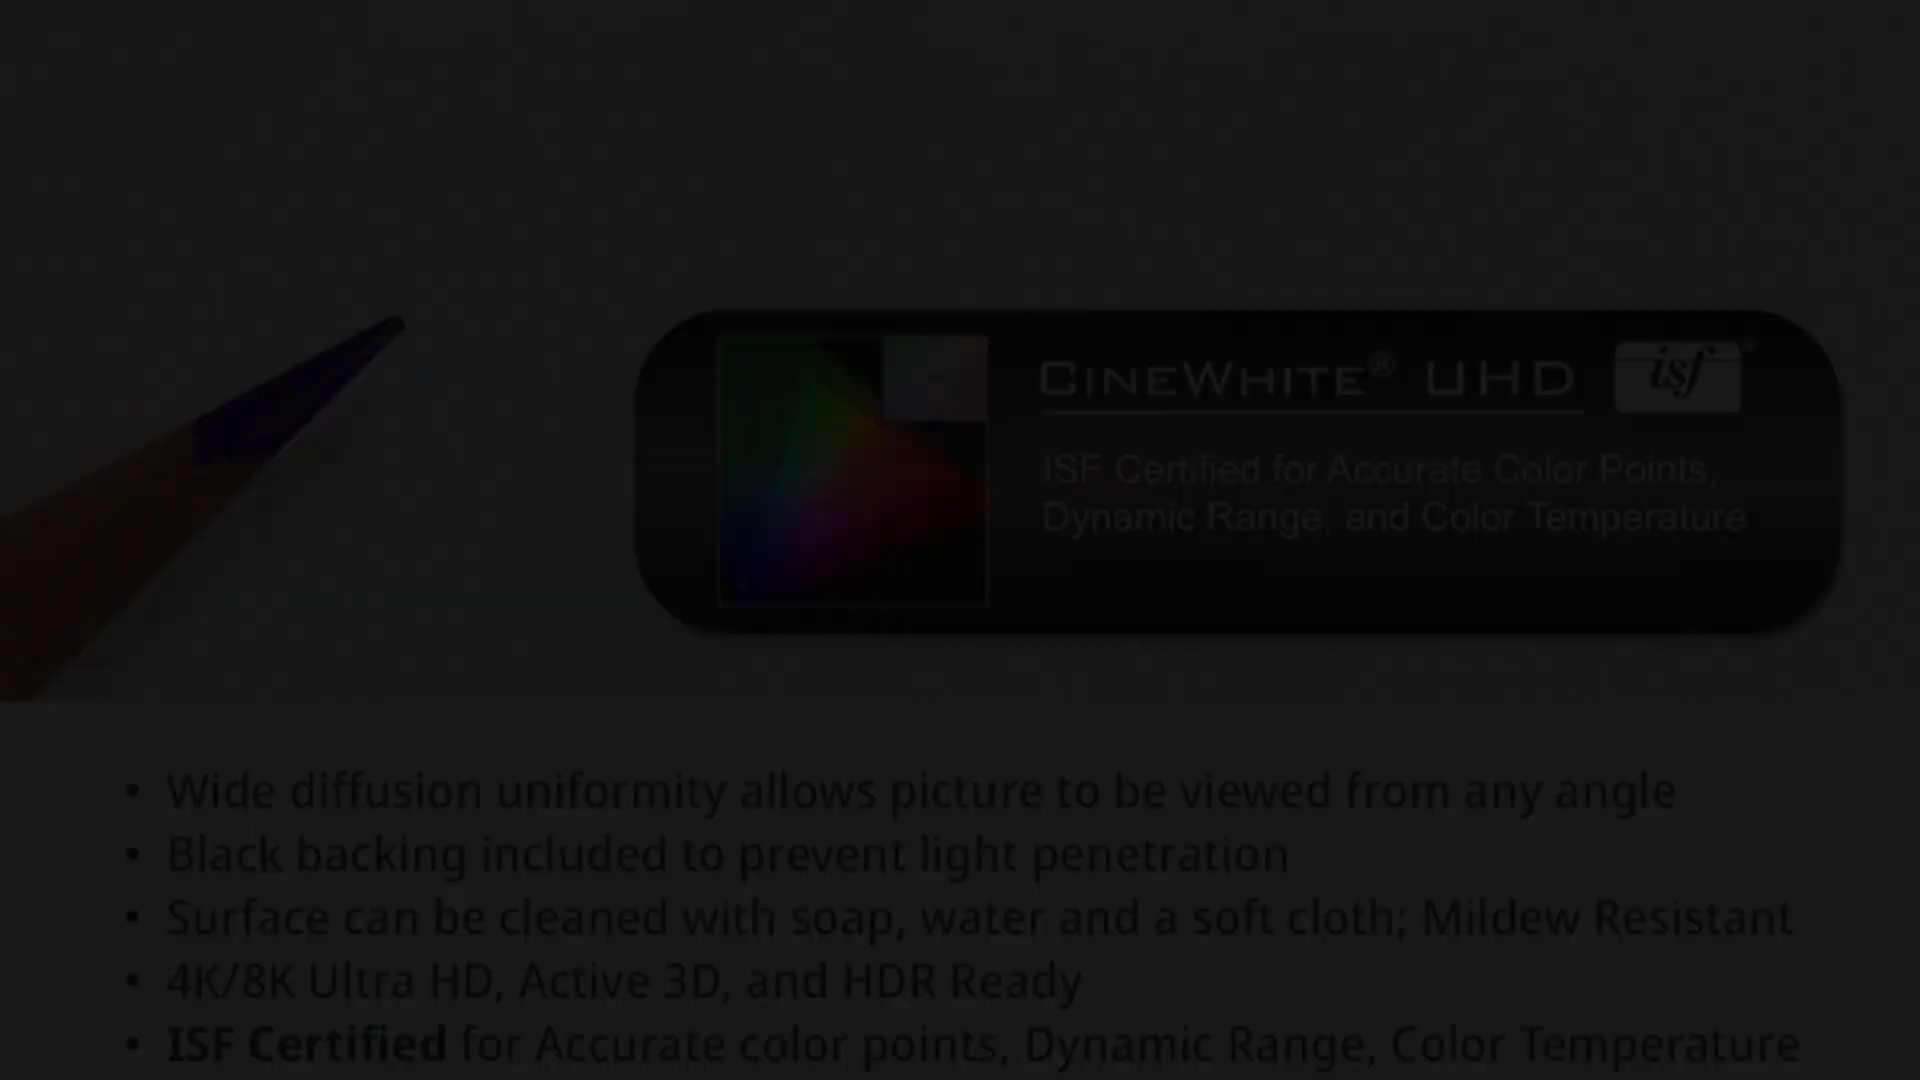 CINEWHITE® UHD isf
ISF Certified for Accurate Color Points,
Dynamic Range, and Color Temperature
• Wide diffusion uniformity allows picture to be viewed from any angle
• Black backing included to prevent light penetration
• Surface can be cleaned with soap, water and a soft cloth; Mildew Resistant
• 4K/8K Ultra HD, Active 3D, and HDR Ready
• ISF Certified for Accurate color points, Dynamic Range, Color Temperature